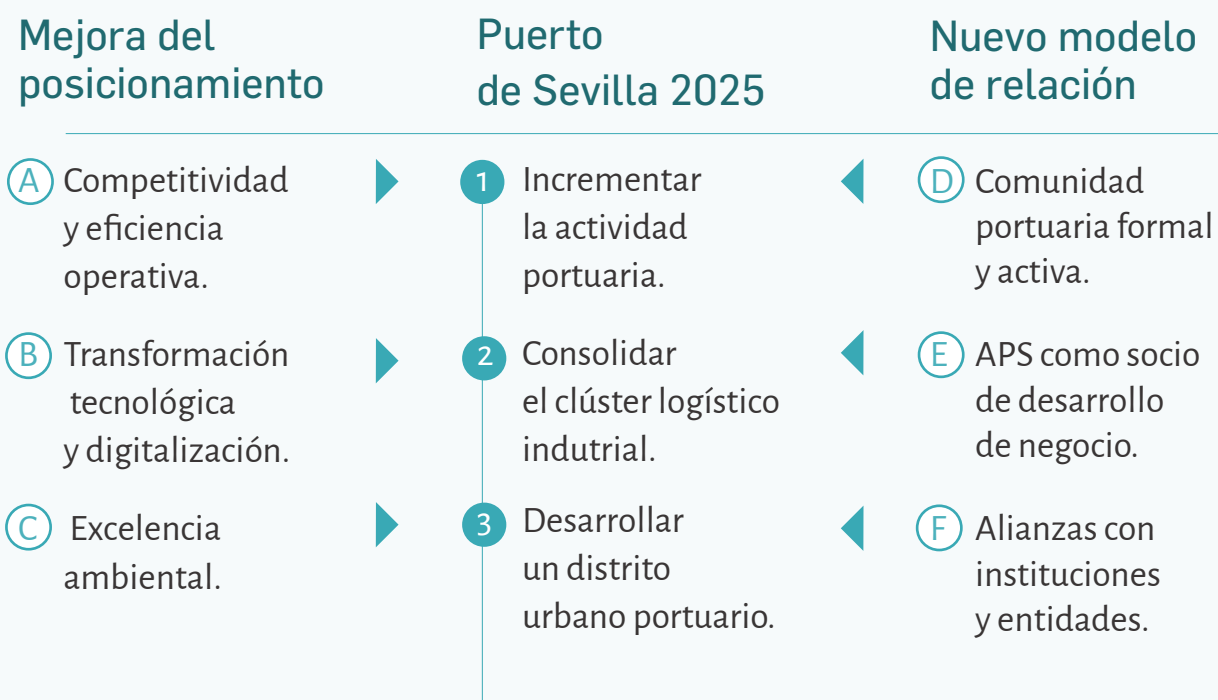 Mejora del
posicionamiento
Puerto
de Sevilla 2025
Nuevo modelo
de relación
A Competitividad
y eficiencia
operativa.
1 Incrementar
la actividad
portuaria.
D Comunidad
portuaria formal
y activa.
B Transformación
tecnológica
y digitalización.
2 Consolidar
el clúster logístico
indutrial.
E APS como socio
de desarrollo
de negocio.
C Excelencia
ambiental.
3 Desarrollar
un distrito
urbano portuario.
F Alianzas con
instituciones
y entidades.